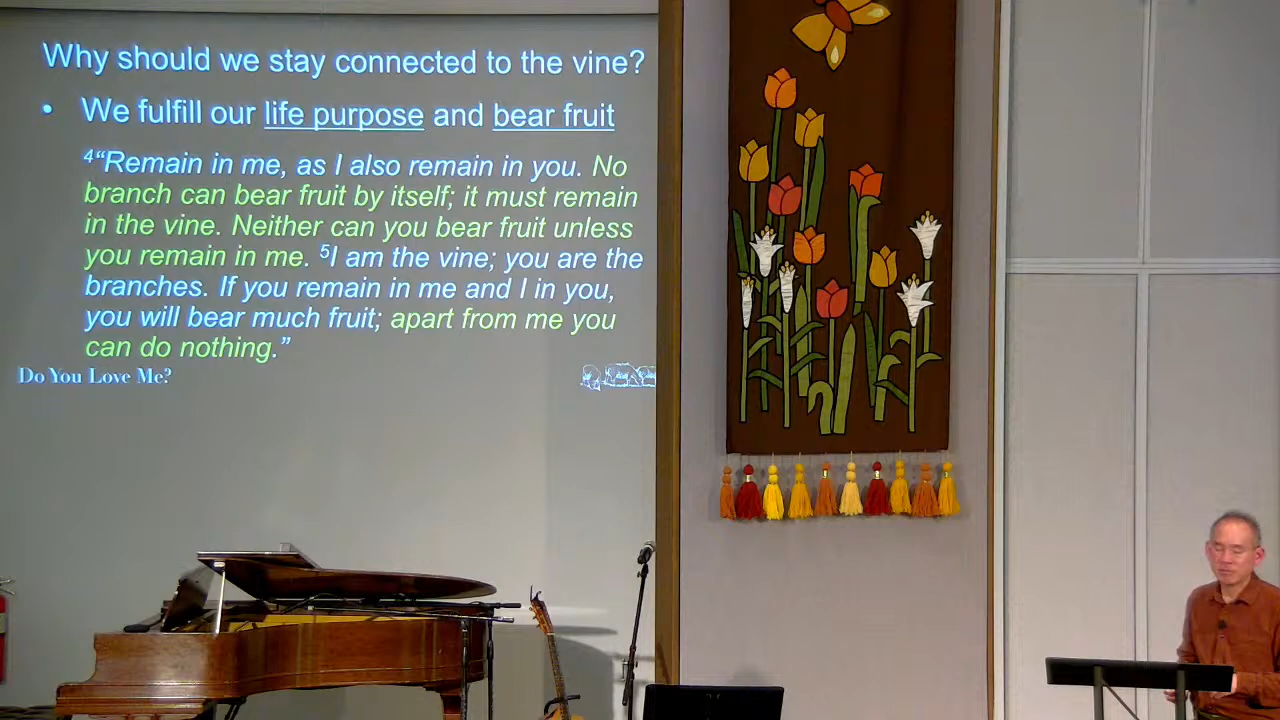 Why should we stay connected to the vine?
• We fulfill our life purpose and bear fruit
4“Remain in me, as I also remain in you. No
branch can bear fruit by itself; it must remain
in the vine. Neither can you bear fruit unless
you remain in me. 5I am the vine; you are the
branches. If you remain in me and I in you,
you will bear much fruit; apart from me you
can do nothing.”
Do You Love Me?